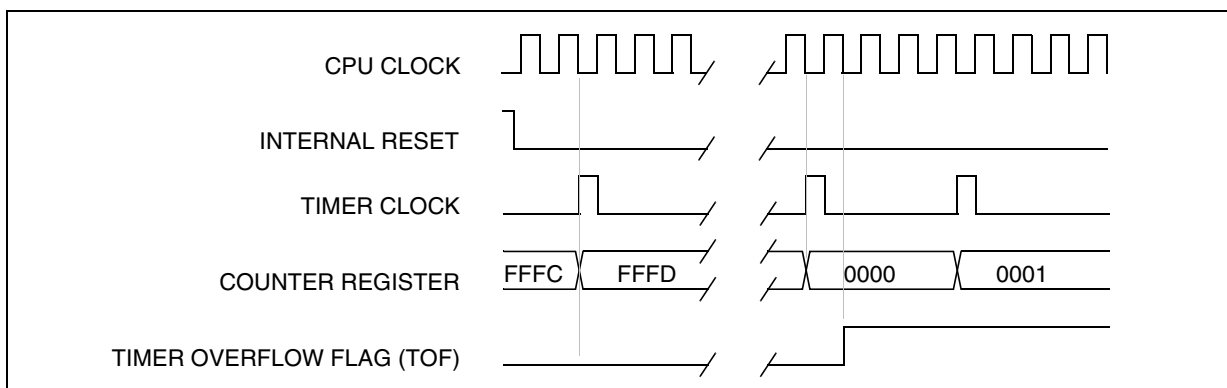 CPU CLOCK
INTERNAL RESET
TIMER CLOCK
COUNTER REGISTER FFFC FFFD 0000 0001
TIMER OVERFLOW FLAG (TOF)